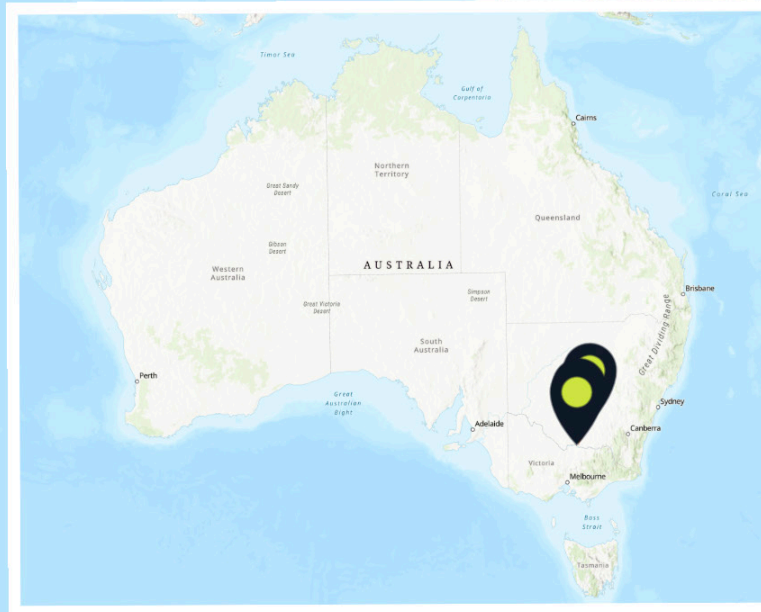 Timor Sea
Gulf of
Carpentaria
Cairns
Northern
Territory
Great Sandy
Desert
Coral Sea
Queensland
Gibson
Desert
AUSTRALIA
Western
Australia
Simpson
Desert
Brisbane
Great Victoria
Desert
Great Dividing Range
South
Australia
Perth
Great
Australian
Bight
Sydney
Adelaide
Canberra
Victoria
Melbourne
Bass
Strait
Tasmania